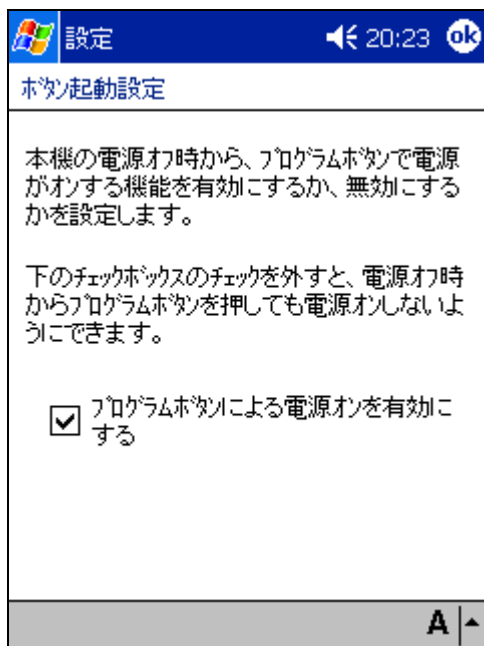 設定 20:23 ok
ボタン起動設定
本機の電源オフ時から、プログラムボタンで電源
がオンする機能を有効にするか、無効にする
かを設定します。
下のチェックボックスのチェックを外すと、電源オフ時
からプログラムボタンを押しても電源オンしないよ
うにできます。
プログラムボタンによる電源オンを有効に
する
A